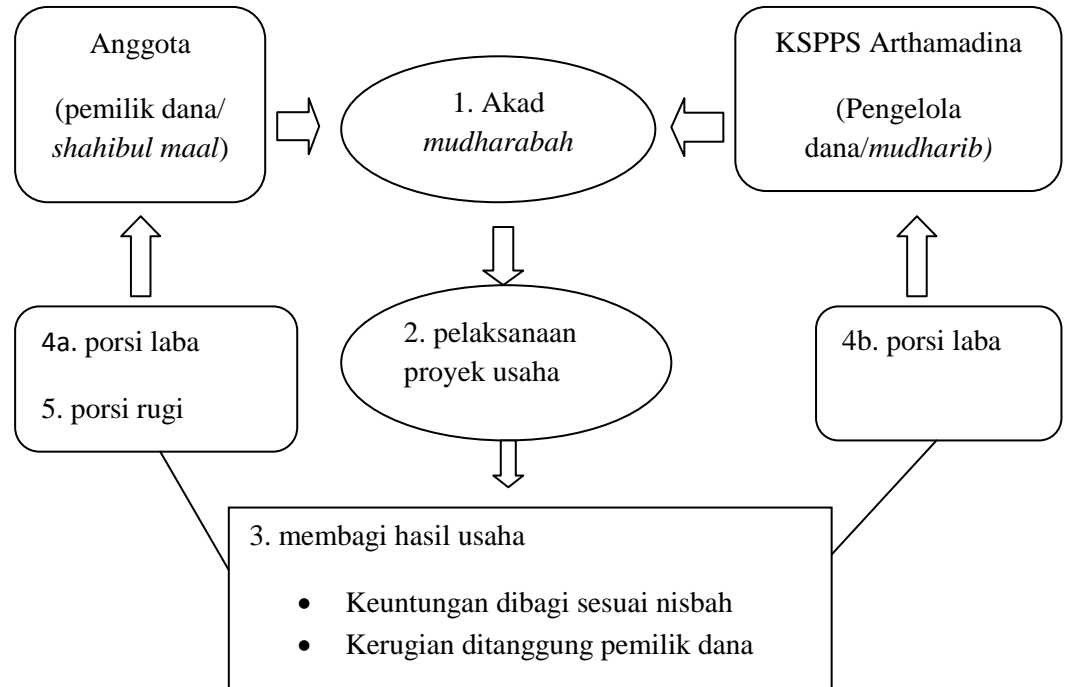 Anggota
(pemilik dana/
shahibul maal)
1. Akad
mudharabah
KSPPS Arthamadina
(Pengelola
dana/mudharib)
4a. porsi laba
5. porsi rugi
2. pelaksanaan
proyek usaha
4b. porsi laba
3. membagi hasil usaha
• Keuntungan dibagi sesuai nisbah
• Kerugian ditanggung pemilik dana